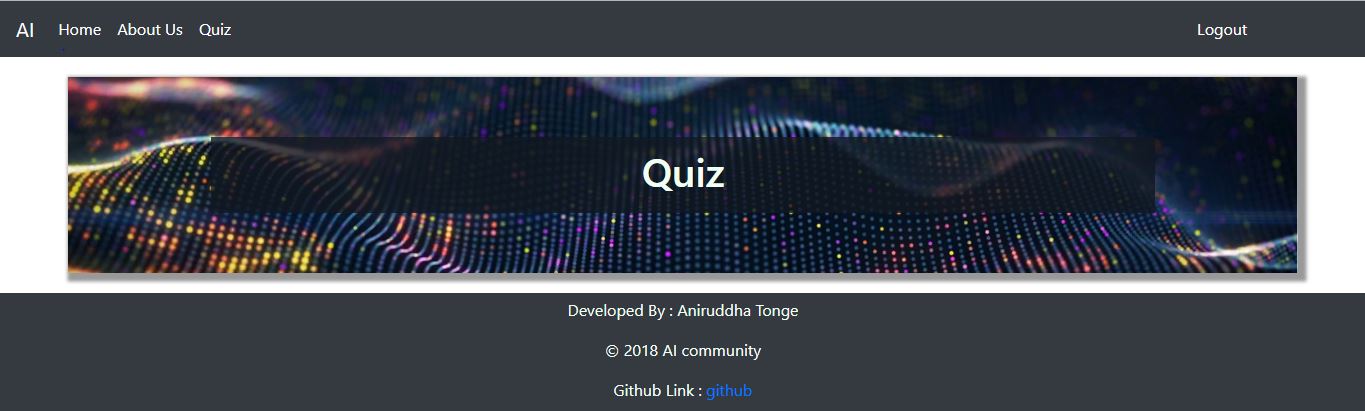 AI Home About Us Quiz Logout
Quiz
Developed By : Aniruddha Tonge
© 2018 AI community
Github Link : github